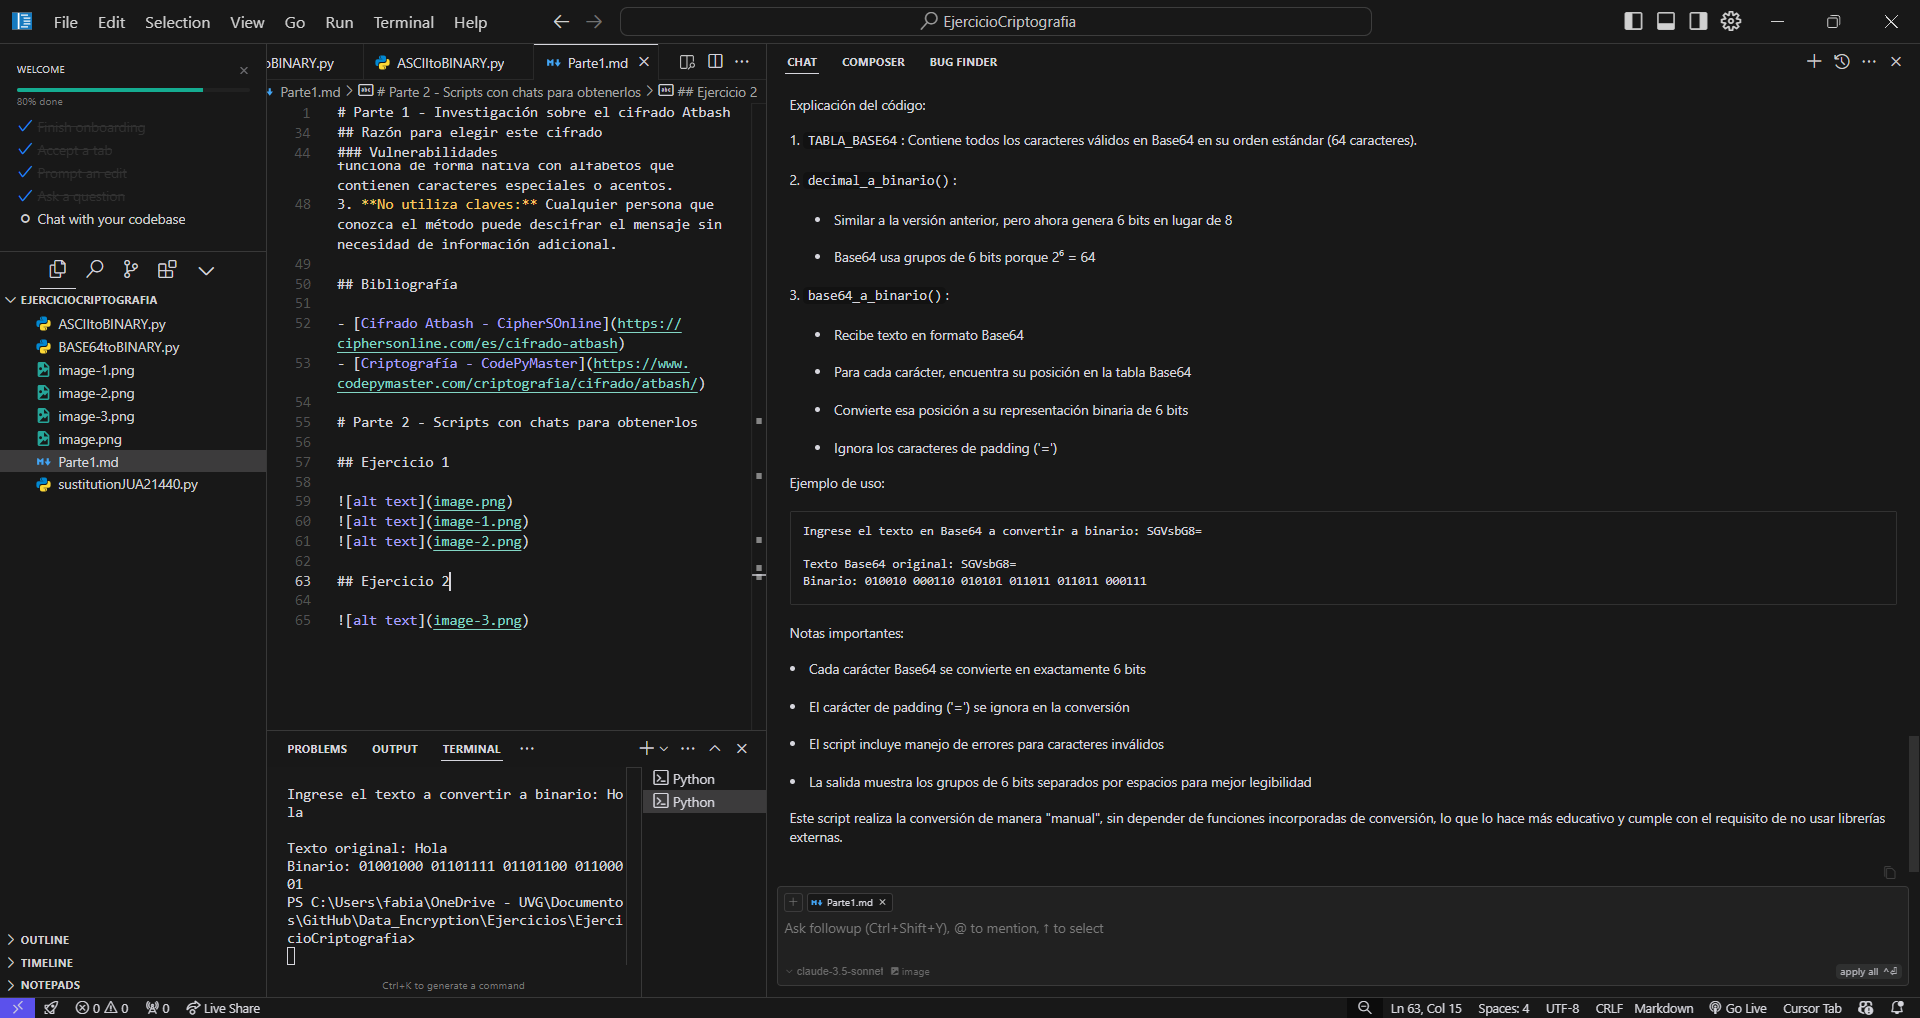 File Edit Selection View Go Run Terminal Help
EjercicioCriptografia
WELCOME
80% done
Finish onboarding
Accept a tab
Prompt an edit
Ask a question
Chat with your codebase
EJERCICIOCRIPTOGRAFIA
ASCIItoBINARY.py
BASE64toBINARY.py
image-1.png
image-2.png
image-3.png
image.png
Parte1.md
sustitutionJUA21440.py
OUTLINE
TIMELINE
NOTEPADS
oBINARY.py ASCIItoBINARY.py Parte1.md
Parte1.md > # Parte 2 - Scripts con chats para obtenerlos > ## Ejercicio 2
1 # Parte 1 - Investigación sobre el cifrado Atbash
34 ## Razón para elegir este cifrado
44 ### Vulnerabilidades
funciona de forma nativa con alfabetos que
contienen caracteres especiales o acentos.
48 3. **No utiliza claves:** Cualquier persona que
conozca el método puede descifrar el mensaje sin
necesidad de información adicional.
49
50 ## Bibliografía
51
52 - [Cifrado Atbash - CipherSOnline](https://
ciphersonline.com/es/cifrado-atbash)
53 - [Criptografía - CodePyMaster](https://www.
codepymaster.com/criptografia/cifrado/atbash/)
54
55 # Parte 2 - Scripts con chats para obtenerlos
56
57 ## Ejercicio 1
58
59 ![alt text](image.png)
60 ![alt text](image-1.png)
61 ![alt text](image-2.png)
62
63 ## Ejercicio 2
64
65 ![alt text](image-3.png)
PROBLEMS OUTPUT TERMINAL
Ingrese el texto a convertir a binario: Ho
la
Texto original: Hola
Binario: 01001000 01101111 01101100 011000
01
PS C:\Users\fabia\OneDrive - UVG\Documento
s\GitHub\Data_Encryption\Ejercicios\Ejerci
cioCriptografia>
Ctrl+K to generate a command
Python
Python
CHAT COMPOSER BUG FINDER
Explicación del código:
1. TABLA_BASE64 : Contiene todos los caracteres válidos en Base64 en su orden estándar (64 caracteres).
2. decimal_a_binario() :
• Similar a la versión anterior, pero ahora genera 6 bits en lugar de 8
• Base64 usa grupos de 6 bits porque 2⁶ = 64
3. base64_a_binario() :
• Recibe texto en formato Base64
• Para cada carácter, encuentra su posición en la tabla Base64
• Convierte esa posición a su representación binaria de 6 bits
• Ignora los caracteres de padding ('=')
Ejemplo de uso:
Ingrese el texto en Base64 a convertir a binario: SGVsbG8=
Texto Base64 original: SGVsbG8=
Binario: 010010 000110 010101 011011 011011 000111
Notas importantes:
• Cada carácter Base64 se convierte en exactamente 6 bits
• El carácter de padding ('=') se ignora en la conversión
• El script incluye manejo de errores para caracteres inválidos
• La salida muestra los grupos de 6 bits separados por espacios para mejor legibilidad
Este script realiza la conversión de manera "manual", sin depender de funciones incorporadas de conversión, lo que lo hace más educativo y cumple con el requisito de no usar librerías
externas.
Parte1.md
Ask followup (Ctrl+Shift+Y), @ to mention, ↑ to select
claude-3.5-sonnet image
apply all
0 0 0 Live Share
Ln 63, Col 15 Spaces: 4 UTF-8 CRLF Markdown Go Live Cursor Tab